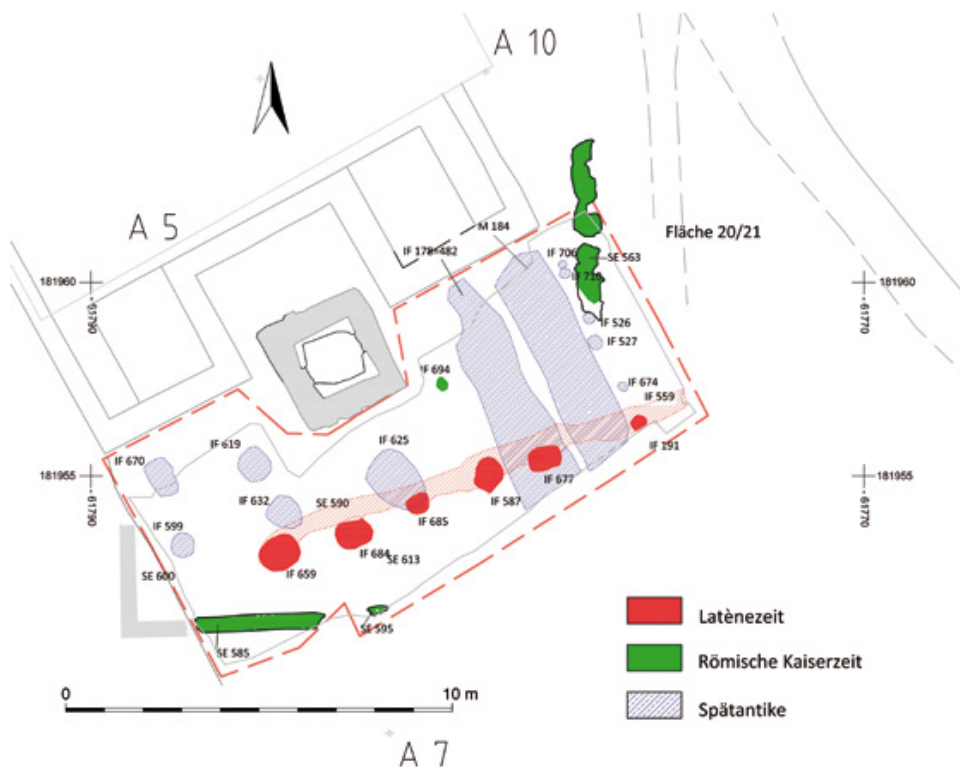 A 10
A 5
M 184
IF 178=482
Fläche 20/21
IF 706
SE 563
IF 716
181960
61790
181960
61770
IF 526
IF 527
IF 694
IF 674
IF 559
IF 619
IF 625
IF 191
IF 670
181955
61790
181955
61770
IF 677
IF 632
SE 590
IF 587
IF 685
IF 599
IF 684
SE 613
SE 600
IF 659
SE 595
SE 585
Latènezeit
Römische Kaiserzeit
Spätantike
0
10 m
A 7